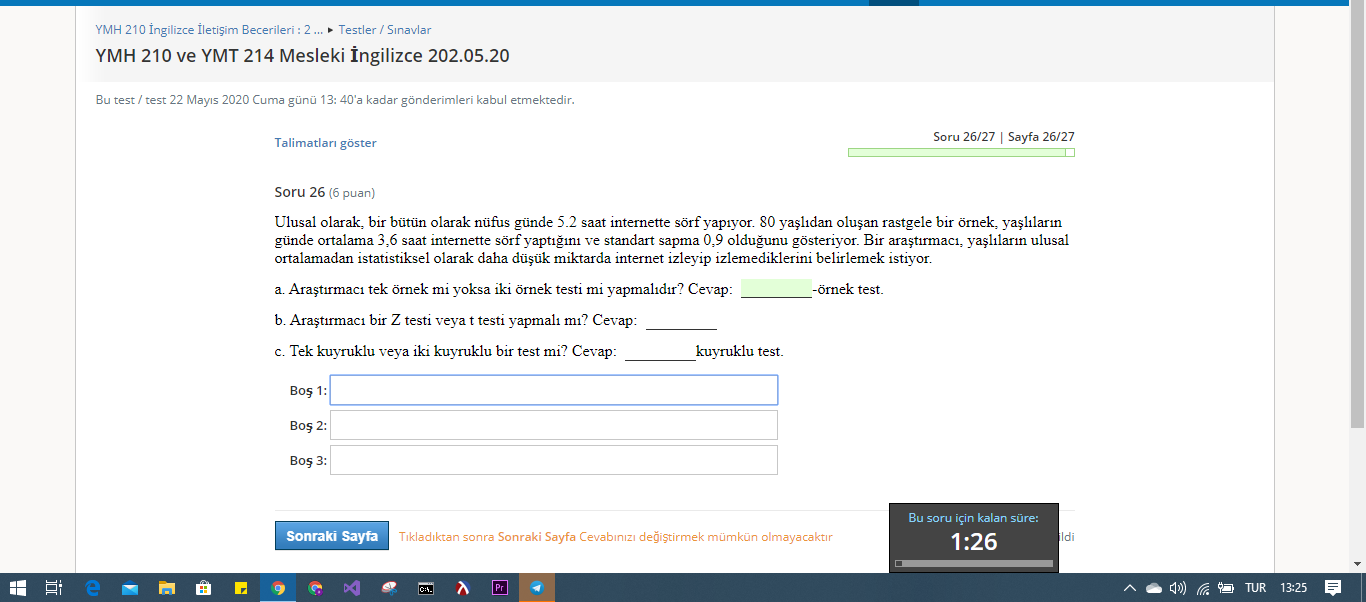 YMH 210 İngilizce İletişim Becerileri : 2 ... ▸ Testler / Sınavlar
YMH 210 ve YMT 214 Mesleki İngilizce 202.05.20
Bu test / test 22 Mayıs 2020 Cuma günü 13: 40'a kadar gönderimleri kabul etmektedir.
Talimatları göster
Soru 26/27 | Sayfa 26/27
Soru 26 (6 puan)
Ulusal olarak, bir bütün olarak nüfus günde 5.2 saat internette sörf yapıyor. 80 yaşlıdan oluşan rastgele bir örnek, yaşlıların
günde ortalama 3,6 saat internette sörf yaptığını ve standart sapma 0,9 olduğunu gösteriyor. Bir araştırmacı, yaşlıların ulusal
ortalamadan istatistiksel olarak daha düşük miktarda internet izleyip izlemediklerini belirlemek istiyor.
a. Araştırmacı tek örnek mi yoksa iki örnek testi mi yapmalıdır? Cevap: ________-örnek test.
b. Araştırmacı bir Z testi veya t testi yapmalı mı? Cevap: ________
c. Tek kuyruklu veya iki kuyruklu bir test mi? Cevap: ________kuyruklu test.
Boş 1:
Boş 2:
Boş 3:
Sonraki Sayfa Tıkladıktan sonra Sonraki Sayfa Cevabınızı değiştirmek mümkün olmayacaktır
ildi
Bu soru için kalan süre:
1:26
C:\
Pr
TUR 13:25